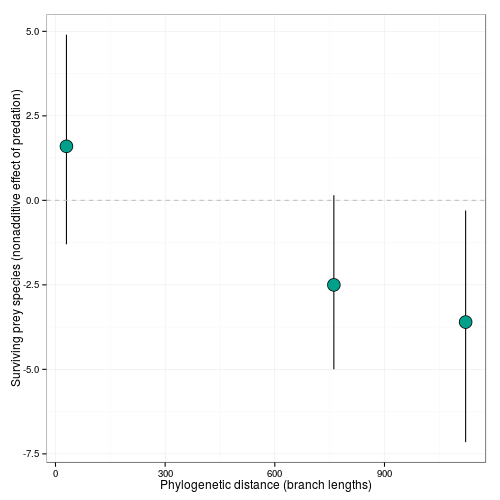 Surviving prey species (nonadditive effect of predation)
5.0
2.5
0.0
-2.5
-5.0
-7.5
0 300 600 900
Phylogenetic distance (branch lengths)